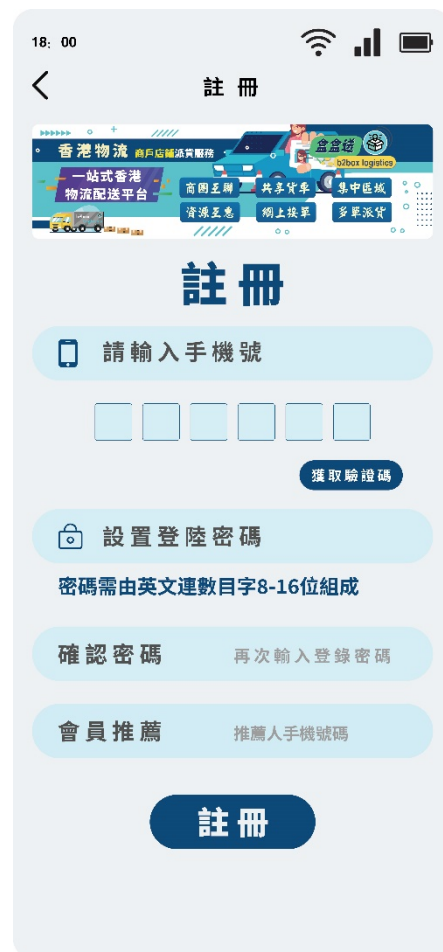 18: 00
註 冊
香港物流 商戶店鋪派貨服務
盒盒送
b2box logistics
一站式香港
物流配送平台
商圈互聯 共享貨車 集中區域
資源互惠 網上接單 多單派貨
註 冊
請輸入手機號
獲取驗證碼
設置登陸密碼
密碼需由英文連數目字8-16位組成
確認密碼 再次輸入登錄密碼
會員推薦 推薦人手機號碼
註 冊